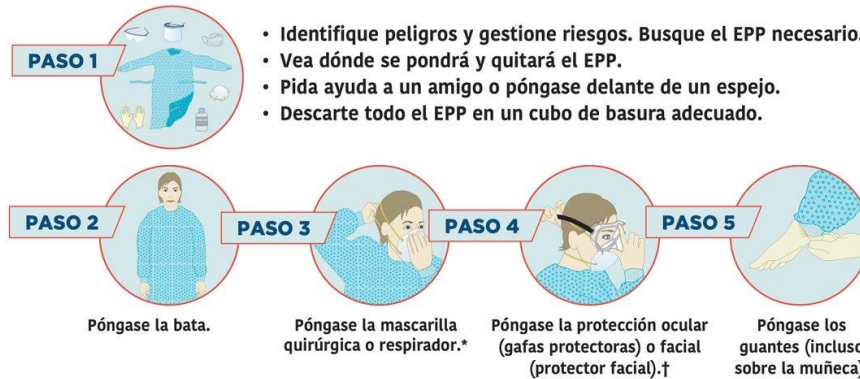 PASO 1
• Identifique peligros y gestione riesgos. Busque el EPP necesario.
• Vea dónde se pondrá y quitará el EPP.
• Pida ayuda a un amigo o póngase delante de un espejo.
• Descarte todo el EPP en un cubo de basura adecuado.
PASO 2
Póngase la bata.
PASO 3
Póngase la mascarilla
quirúrgica o respirador.*
PASO 4
Póngase la protección ocular
(gafas protectoras) o facial
(protector facial).†
PASO 5
Póngase los
guantes (incluso
sobre la muñeca)